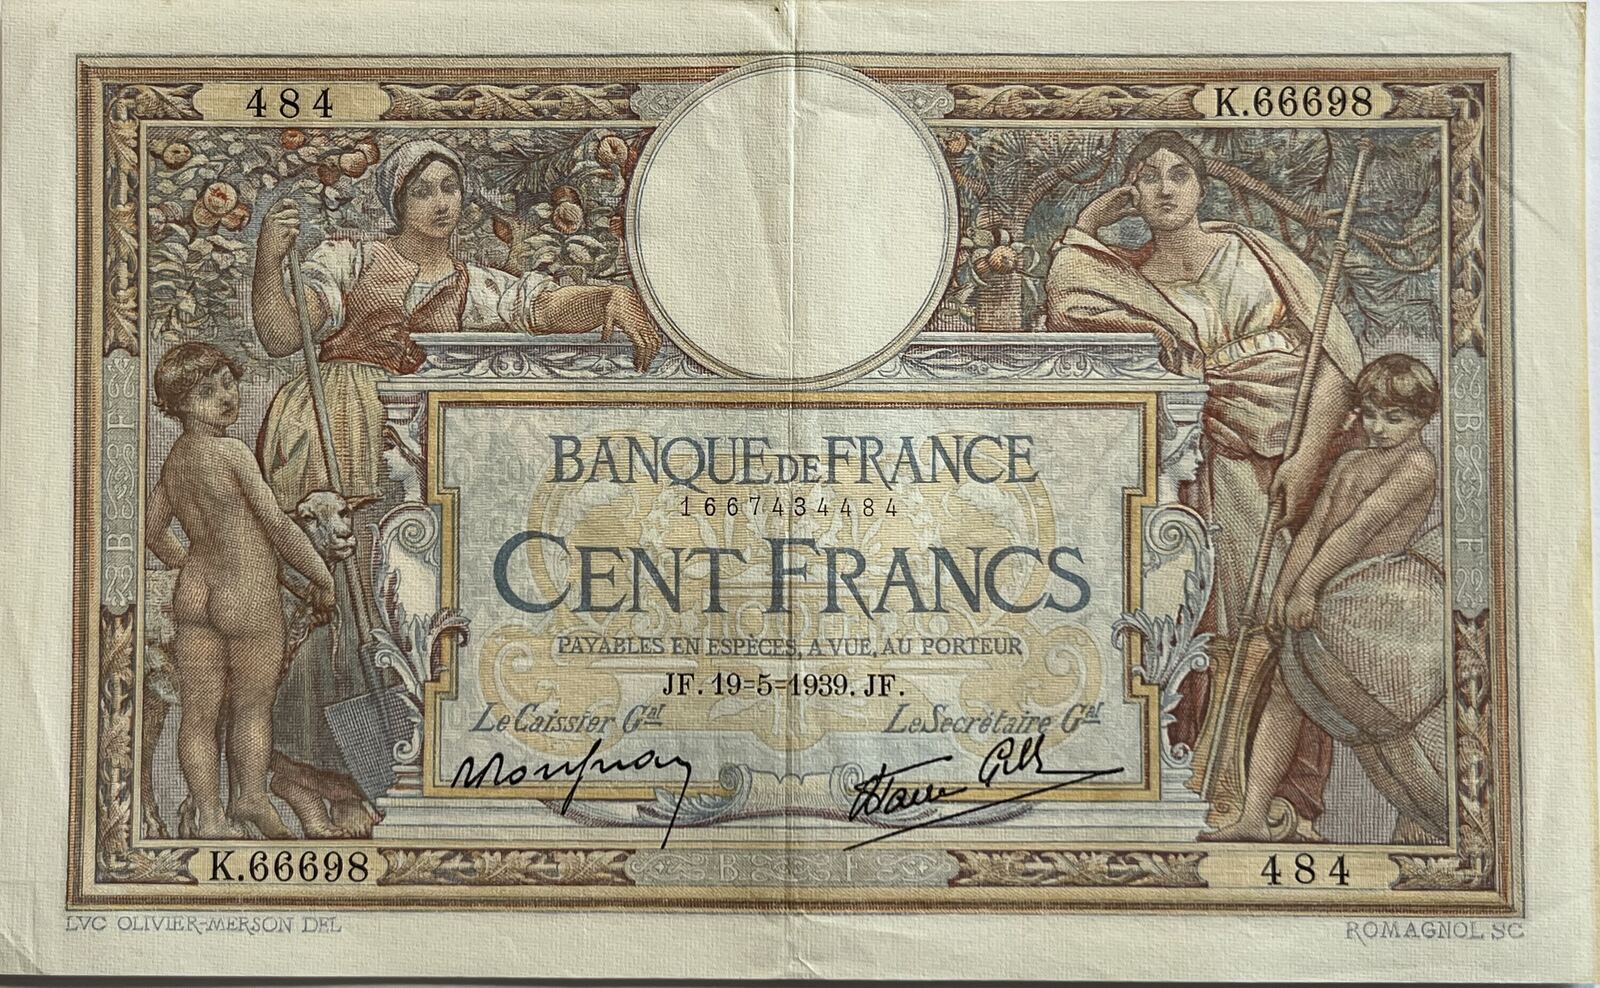 484
K.66698
BANQUE DE FRANCE
1667434484
CENT FRANCS
PAYABLES EN ESPÈCES, A VUE, AU PORTEUR
JF. 19=5=1939. JF.
Le Caissier Gal
Le Secrétaire Gal
K.66698
B F
484
LVC OLIVIER-MERSON DEL
ROMAGNOL SC
B F
B F